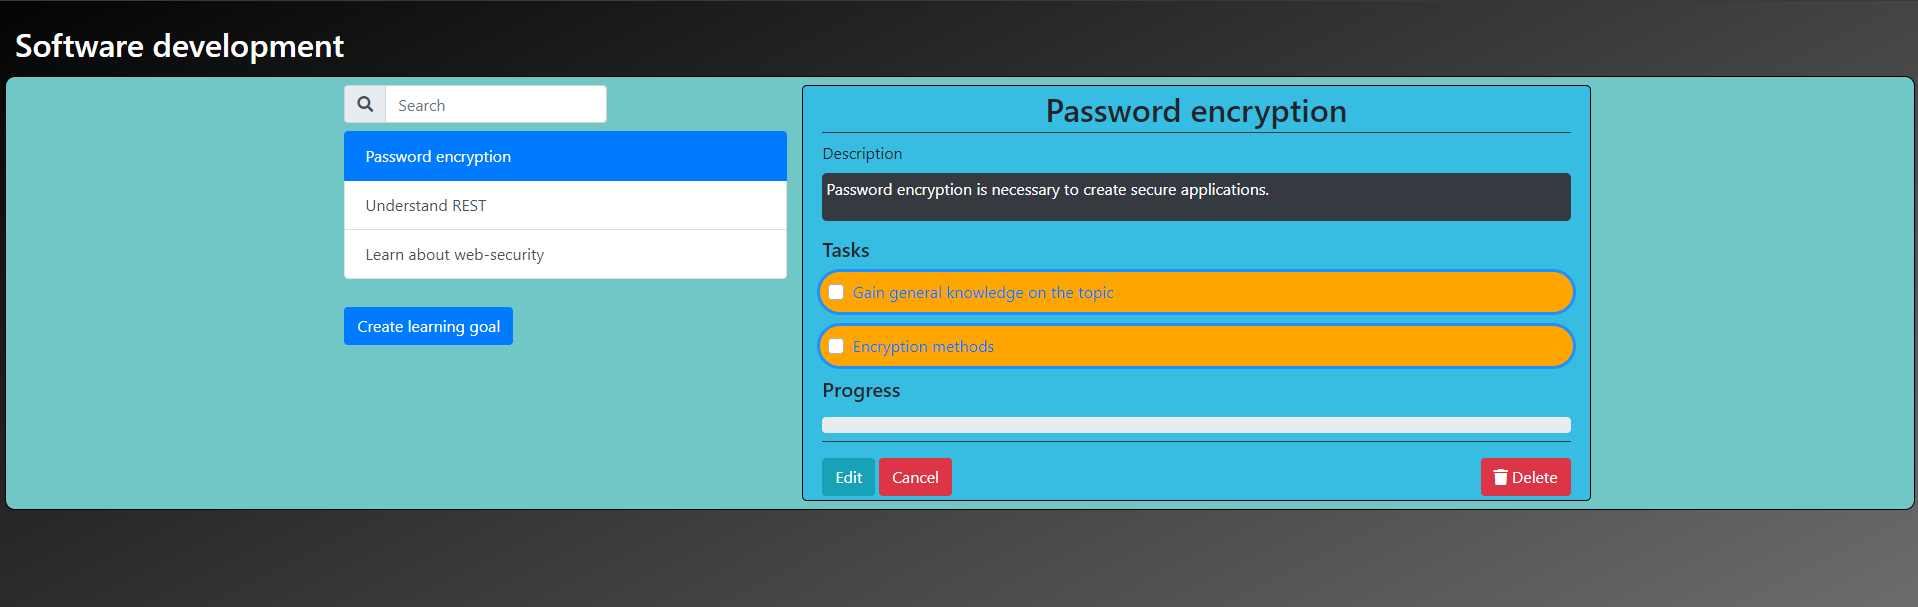 Software development
Search
Password encryption
Understand REST
Learn about web-security
Create learning goal
Password encryption
Description
Password encryption is necessary to create secure applications.
Tasks
Gain general knowledge on the topic
Encryption methods
Progress
Edit
Cancel
Delete